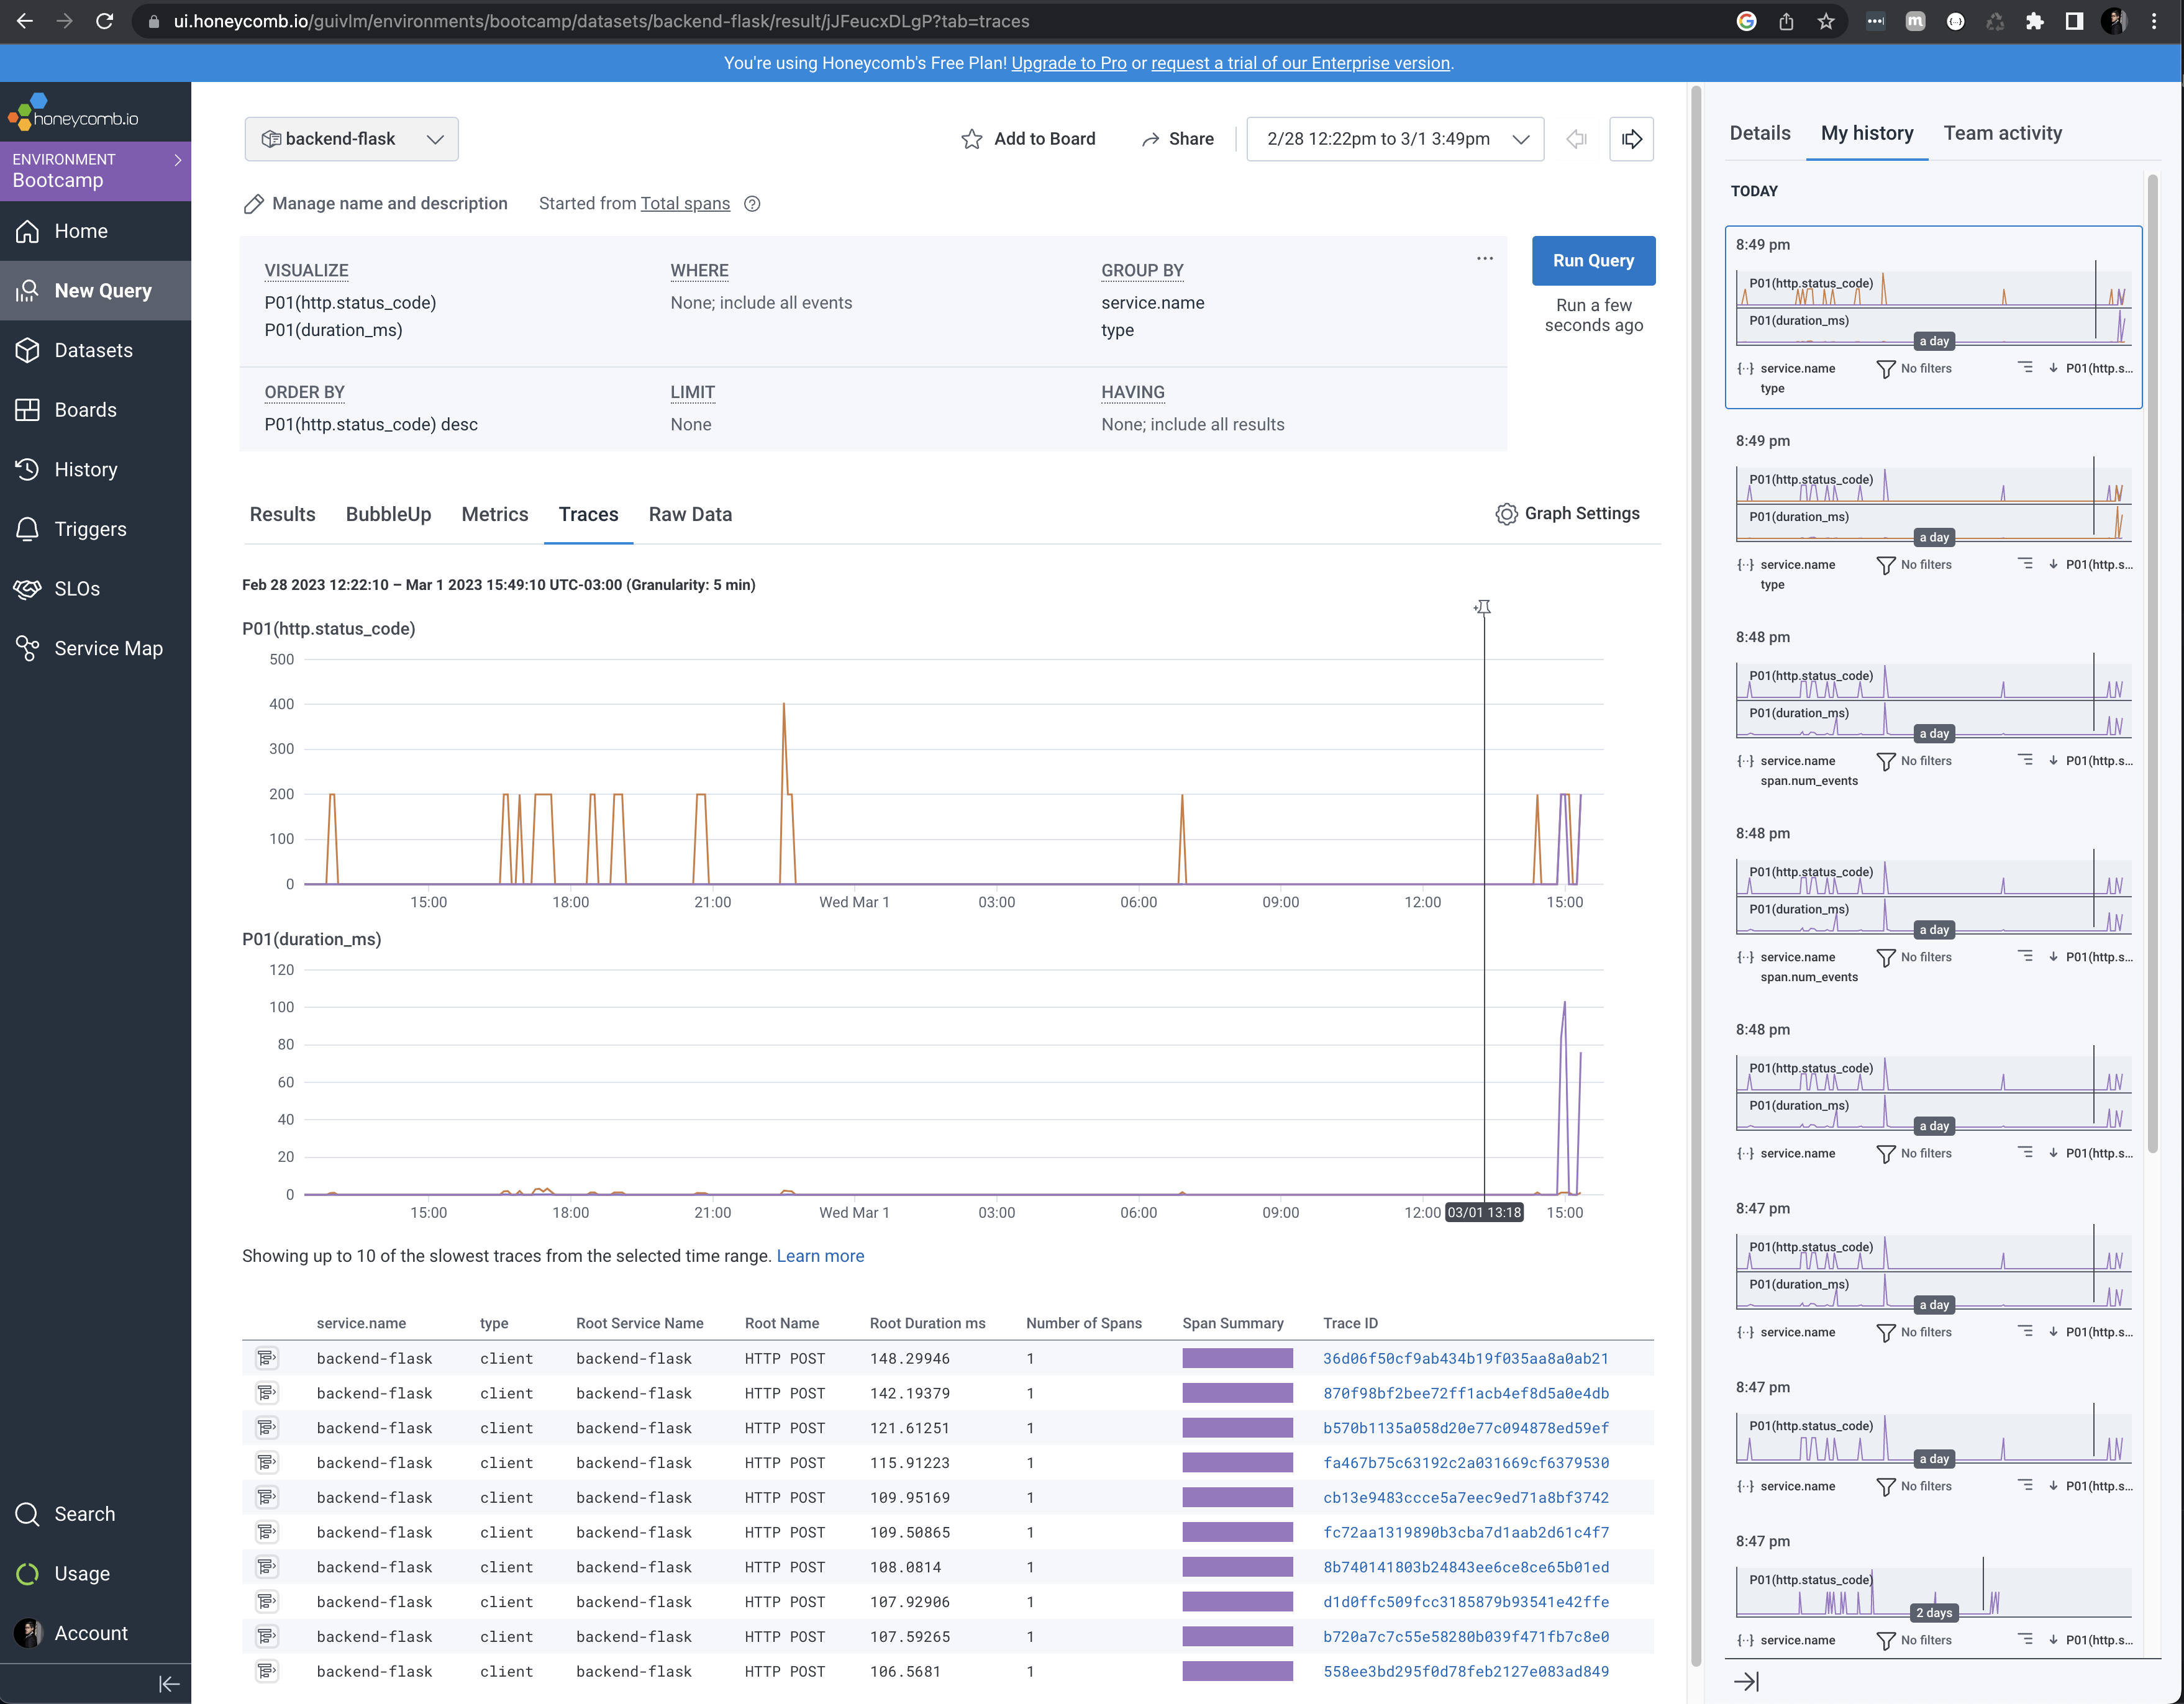 ui.honeycomb.io/guivlm/environments/bootcamp/datasets/backend-flask/result/jJFeucxDLgP?tab=traces
You're using Honeycomb's Free Plan! Upgrade to Pro or request a trial of our Enterprise version.
honeycomb.io
ENVIRONMENT
Bootcamp
Home
New Query
Datasets
Boards
History
Triggers
SLOs
Service Map
Search
Usage
Account
backend-flask
Add to Board
Share
2/28 12:22pm to 3/1 3:49pm
Manage name and description
Started from Total spans
VISUALIZE
P01(http.status_code)
P01(duration_ms)
WHERE
None; include all events
GROUP BY
service.name
type
ORDER BY
P01(http.status_code) desc
LIMIT
None
HAVING
None; include all results
Run Query
Run a few
seconds ago
Results BubbleUp Metrics Traces Raw Data
Graph Settings
Feb 28 2023 12:22:10 – Mar 1 2023 15:49:10 UTC-03:00 (Granularity: 5 min)
P01(http.status_code)
500
400
300
200
100
0
15:00 18:00 21:00 Wed Mar 1 03:00 06:00 09:00 12:00 15:00
P01(duration_ms)
120
100
80
60
40
20
0
15:00 18:00 21:00 Wed Mar 1 03:00 06:00 09:00 12:00 03/01 13:18 15:00
Showing up to 10 of the slowest traces from the selected time range. Learn more
service.name type Root Service Name Root Name Root Duration ms Number of Spans Span Summary Trace ID
backend-flask client backend-flask HTTP POST 148.29946 1 36d06f50cf9ab434b19f035aa8a0ab21
backend-flask client backend-flask HTTP POST 142.19379 1 870f98bf2bee72ff1acb4ef8d5a0e4db
backend-flask client backend-flask HTTP POST 121.61251 1 b570b1135a058d20e77c094878ed59ef
backend-flask client backend-flask HTTP POST 115.91223 1 fa467b75c63192c2a031669cf6379530
backend-flask client backend-flask HTTP POST 109.95169 1 cb13e9483ccce5a7eec9ed71a8bf3742
backend-flask client backend-flask HTTP POST 109.50865 1 fc72aa1319890b3cba7d1aab2d61c4f7
backend-flask client backend-flask HTTP POST 108.0814 1 8b740141803b24843ee6ce8ce65b01ed
backend-flask client backend-flask HTTP POST 107.92906 1 d1d0ffc509fcc3185879b93541e42ffe
backend-flask client backend-flask HTTP POST 107.59265 1 b720a7c7c55e58280b039f471fb7c8e0
backend-flask client backend-flask HTTP POST 106.5681 1 558ee3bd295f0d78feb2127e083ad849
Details My history Team activity
TODAY
8:49 pm
P01(http.status_code)
P01(duration_ms)
a day
service.name No filters P01(http.s...
type
8:49 pm
P01(http.status_code)
P01(duration_ms)
a day
service.name No filters P01(http.s...
type
8:48 pm
P01(http.status_code)
P01(duration_ms)
a day
service.name No filters P01(http.s...
span.num_events
8:48 pm
P01(http.status_code)
P01(duration_ms)
a day
service.name No filters P01(http.s...
span.num_events
8:48 pm
P01(http.status_code)
P01(duration_ms)
a day
service.name No filters P01(http.s...
8:47 pm
P01(http.status_code)
P01(duration_ms)
a day
service.name No filters P01(http.s...
8:47 pm
P01(http.status_code)
a day
service.name No filters P01(http.s...
8:47 pm
P01(http.status_code)
2 days
service.name No filters P01(http.s...